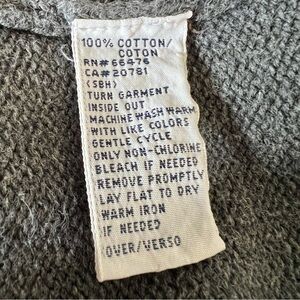 100% COTTON/
COTON
RN# 66476
CA# 20781
(SBH)
TURN GARMENT
INSIDE OUT
MACHINE WASH WARM
WITH LIKE COLORS
GENTLE CYCLE
ONLY NON-CHLORINE
BLEACH IF NEEDED
REMOVE PROMPTLY
LAY FLAT TO DRY
WARM IRON
IF NEEDED
OVER/VERSO